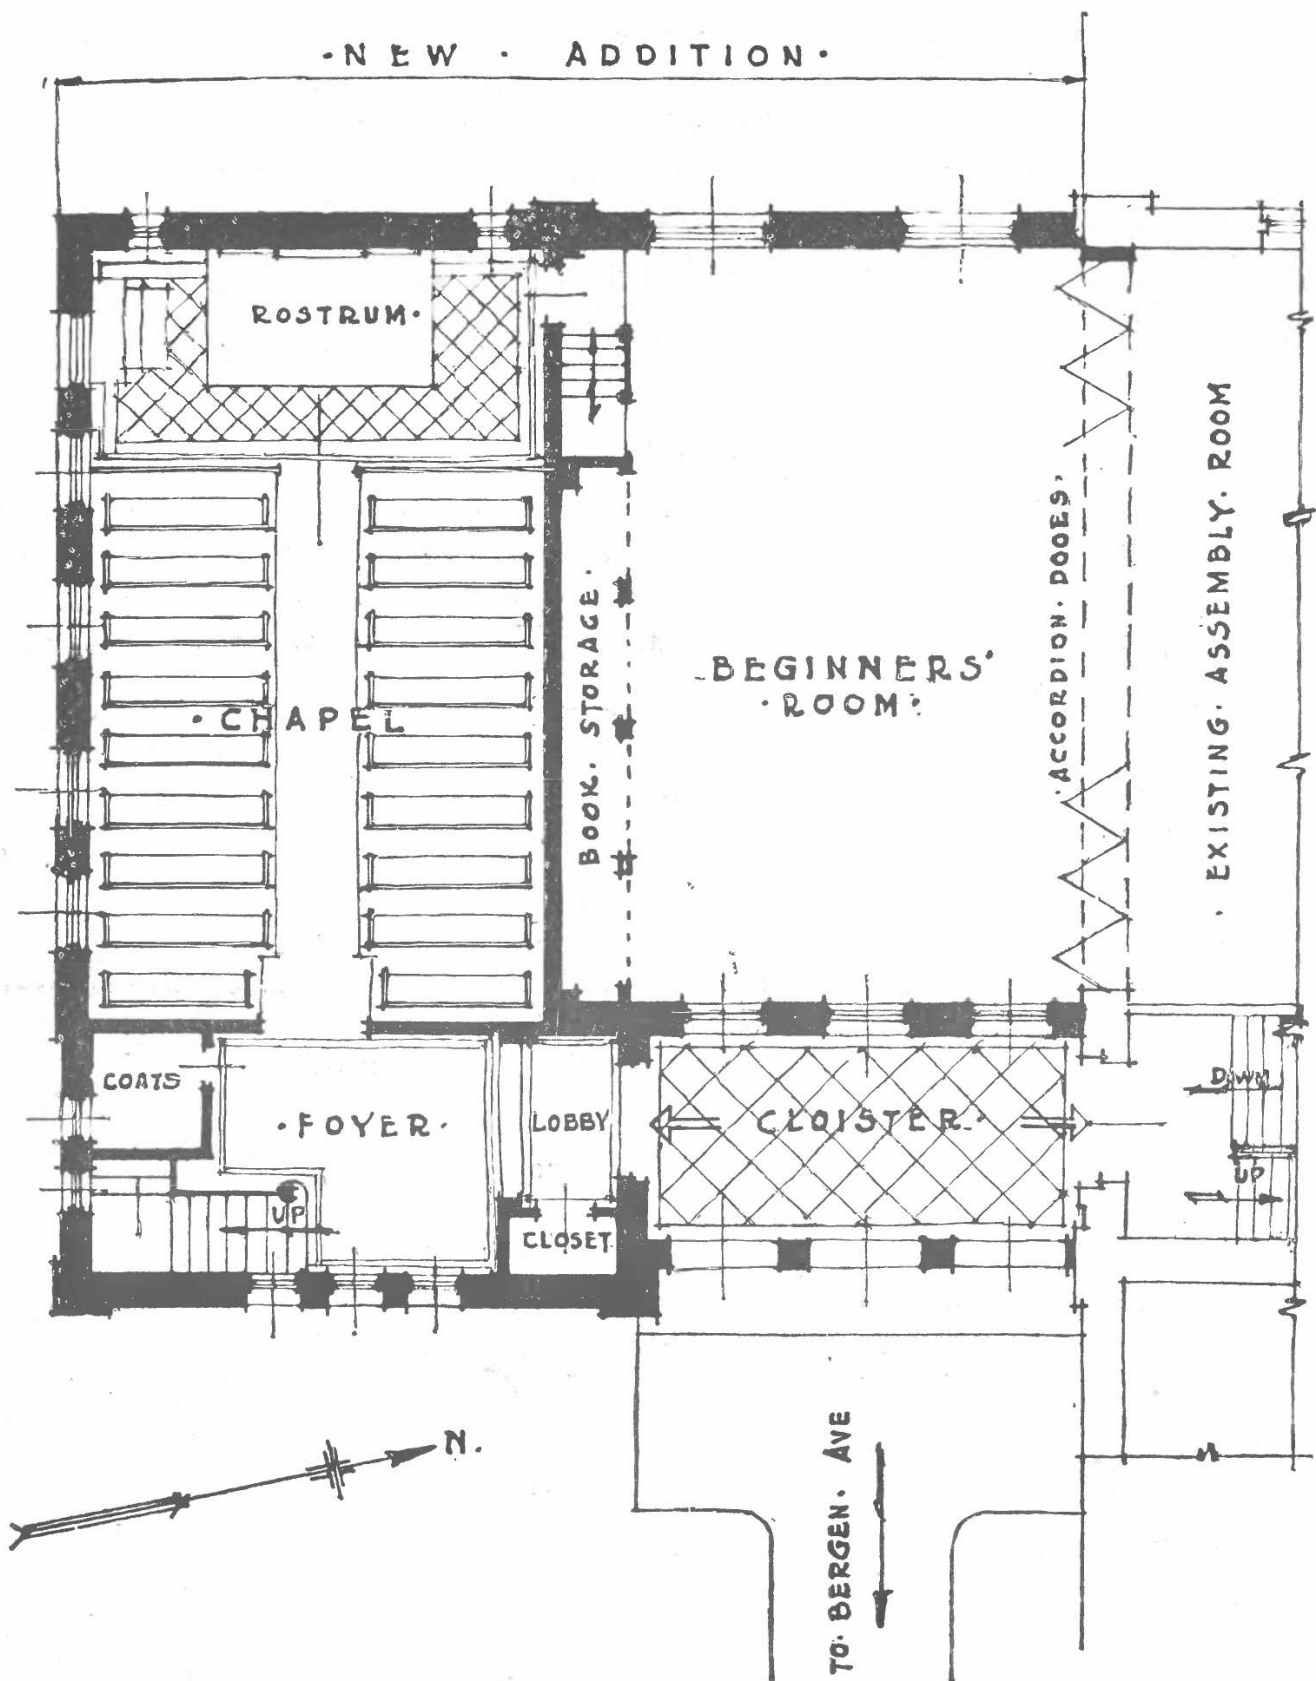 ·NEW · ADDITION·
ROSTRUM·
·CHAPEL
BOOK. STORAGE·
BEGINNERS'
·ROOM·
·ACCORDION. DOORS·
·EXISTING. ASSEMBLY. ROOM
COATS
·FOYER·
LOBBY
CLOISTER·
DOWN
UP
UP
CLOSET
N.
TO. BERGEN. AVE